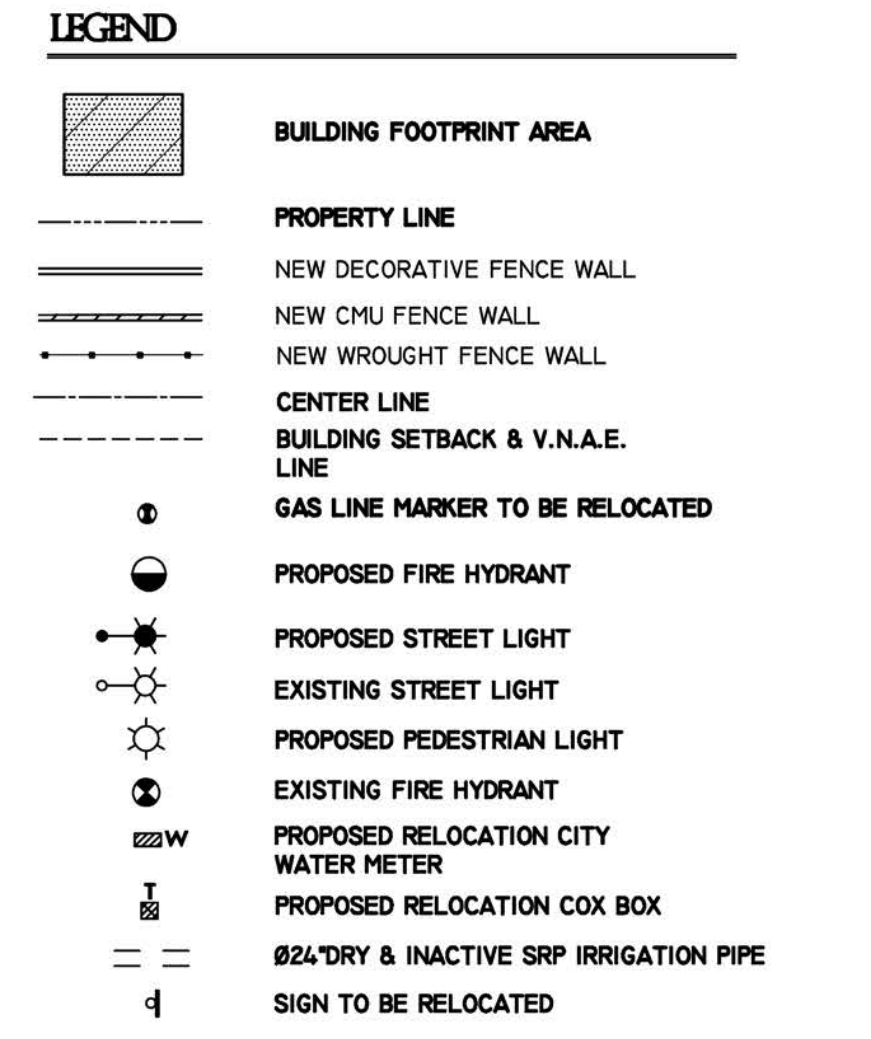 LEGEND
BUILDING FOOTPRINT AREA
PROPERTY LINE
NEW DECORATIVE FENCE WALL
NEW CMU FENCE WALL
NEW WROUGHT FENCE WALL
CENTER LINE
BUILDING SETBACK & V.N.A.E.
LINE
GAS LINE MARKER TO BE RELOCATED
PROPOSED FIRE HYDRANT
PROPOSED STREET LIGHT
EXISTING STREET LIGHT
PROPOSED PEDESTRIAN LIGHT
EXISTING FIRE HYDRANT
W PROPOSED RELOCATION CITY
WATER METER
T
PROPOSED RELOCATION COX BOX
Ø24"DRY & INACTIVE SRP IRRIGATION PIPE
SIGN TO BE RELOCATED